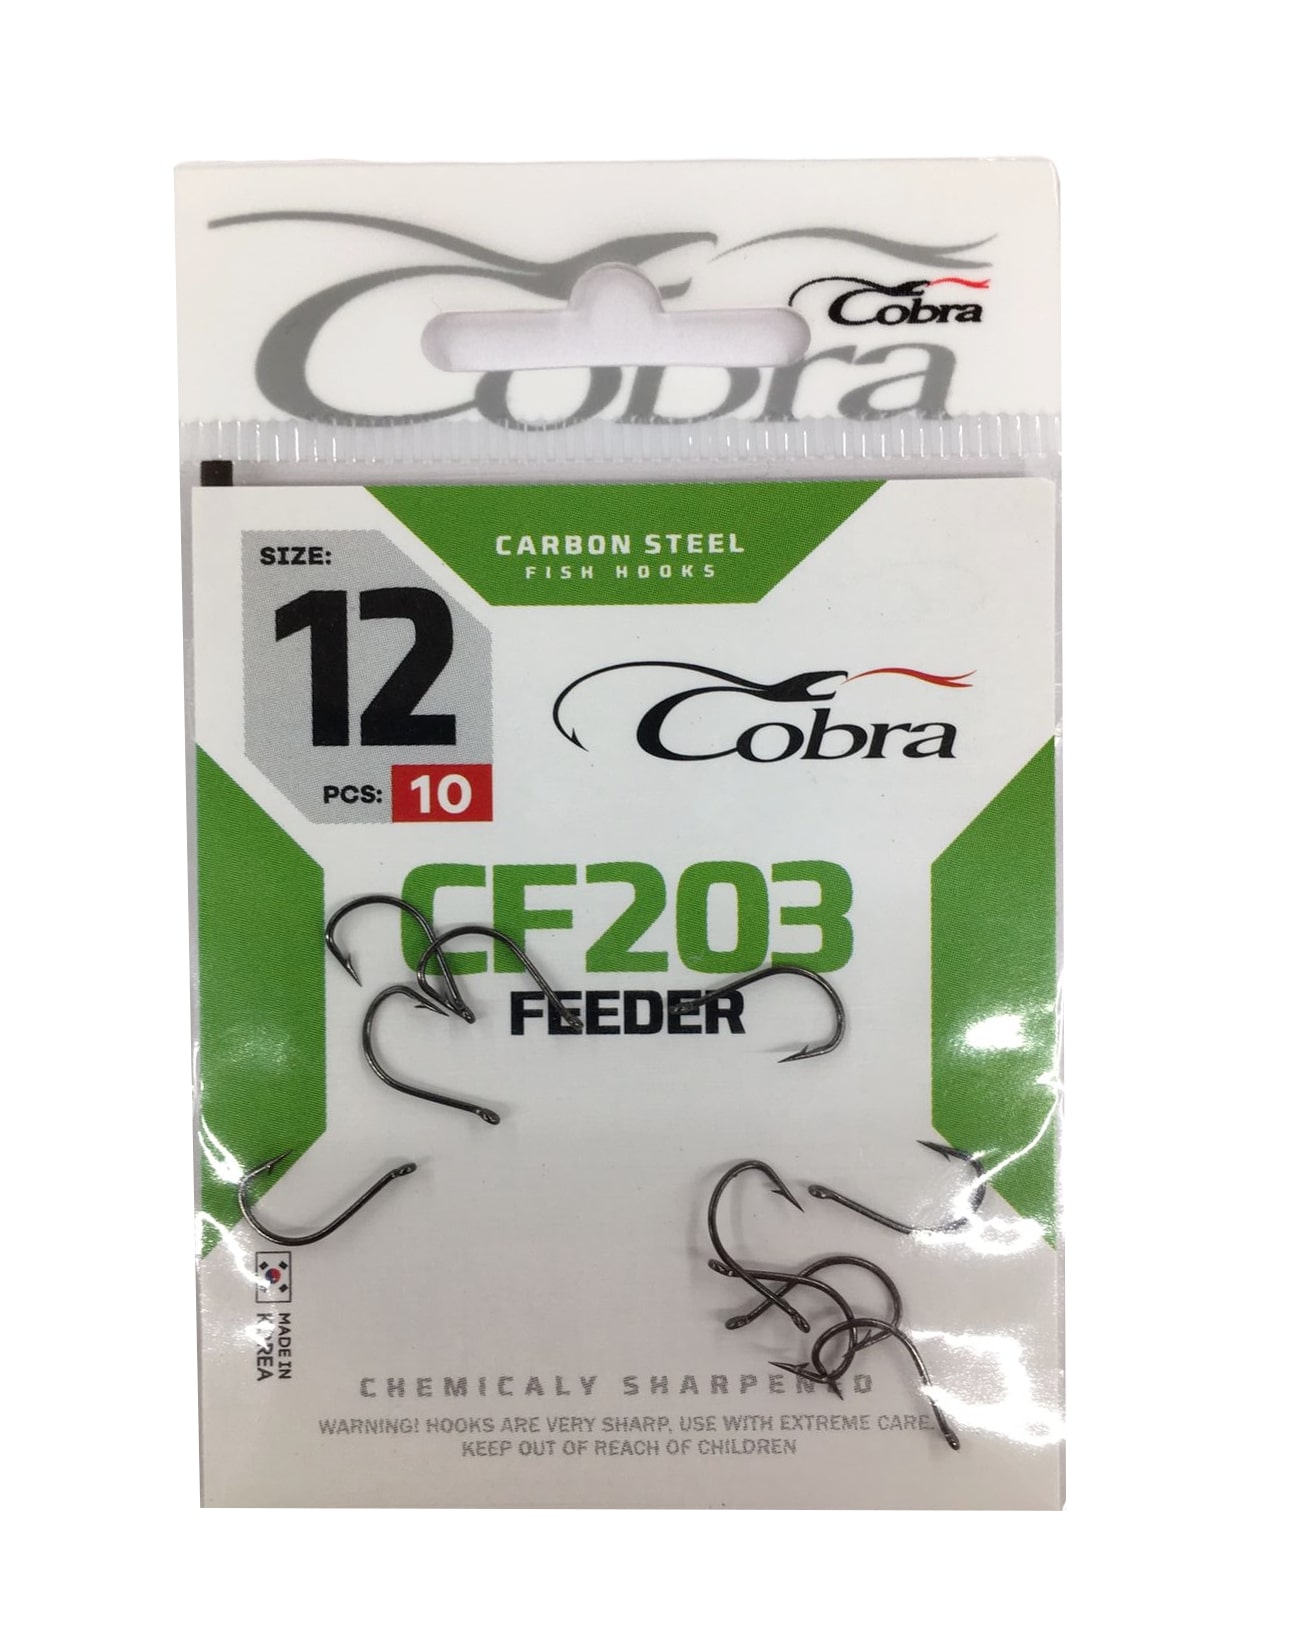 Cobra
Cobra
CARBON STEEL
FISH HOOKS
SIZE:
12
PCS: 10
Cobra
CF203
FEEDER
MADE IN
KOREA
CHEMICALY SHARPENED
WARNING! HOOKS ARE VERY SHARP, USE WITH EXTREME CARE.
KEEP OUT OF REACH OF CHILDREN